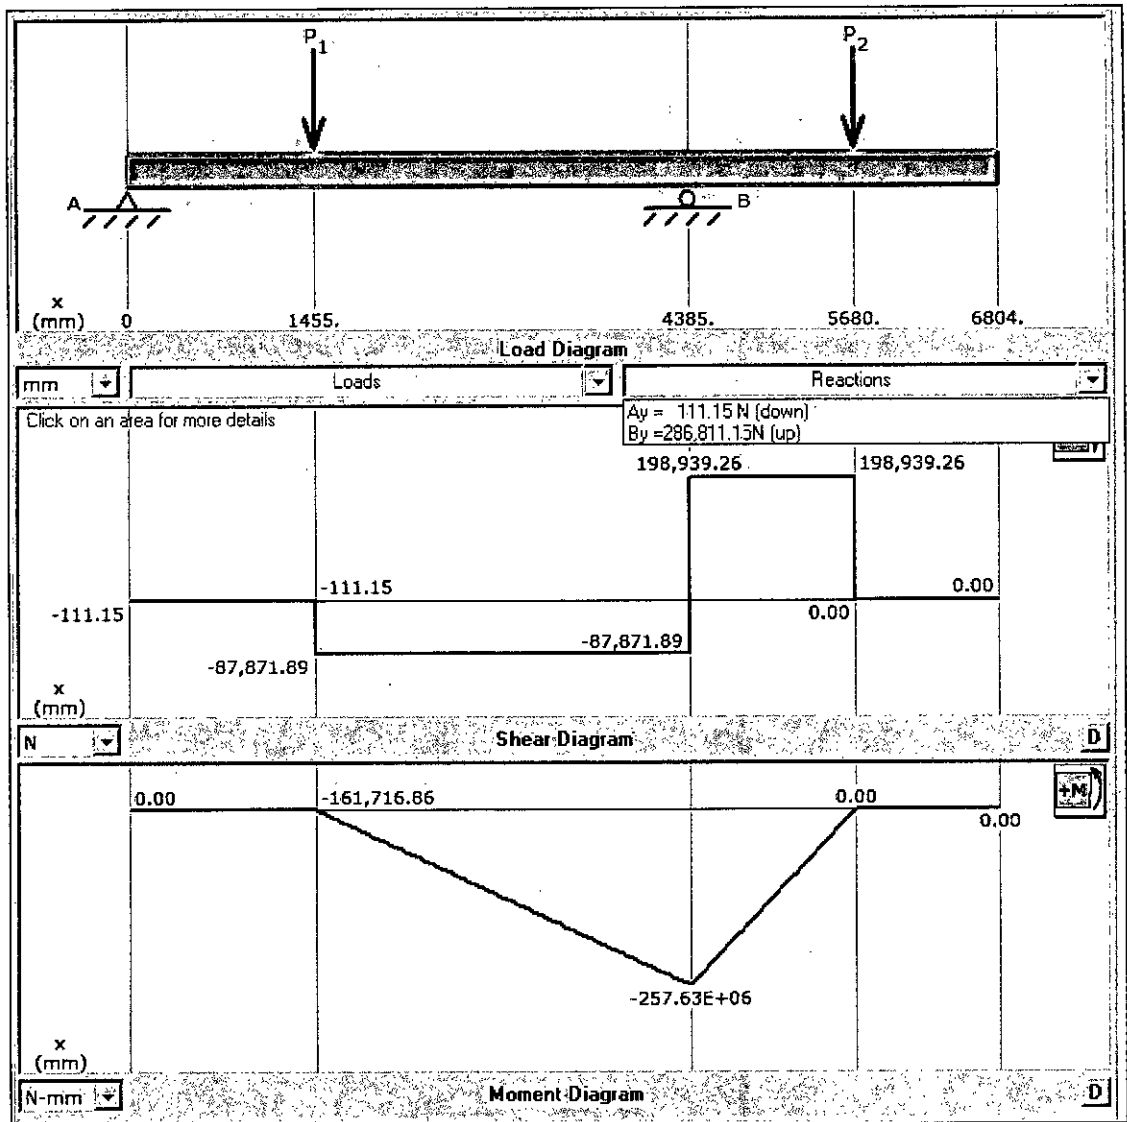 P1
P2
A
B
x
(mm)
0
1455.
4385.
5680.
6804.
Load Diagram
mm
Loads
Reactions
Click on an area for more details
Ay = 111.15 N (down)
By =286,811.15N (up)
198,939.26
198,939.26
-111.15
-111.15
0.00
0.00
-87,871.89
-87,871.89
x
(mm)
N
Shear Diagram
D
0.00
-161,716.86
0.00
0.00
+M
-257.63E+06
x
(mm)
N-mm
Moment Diagram
D